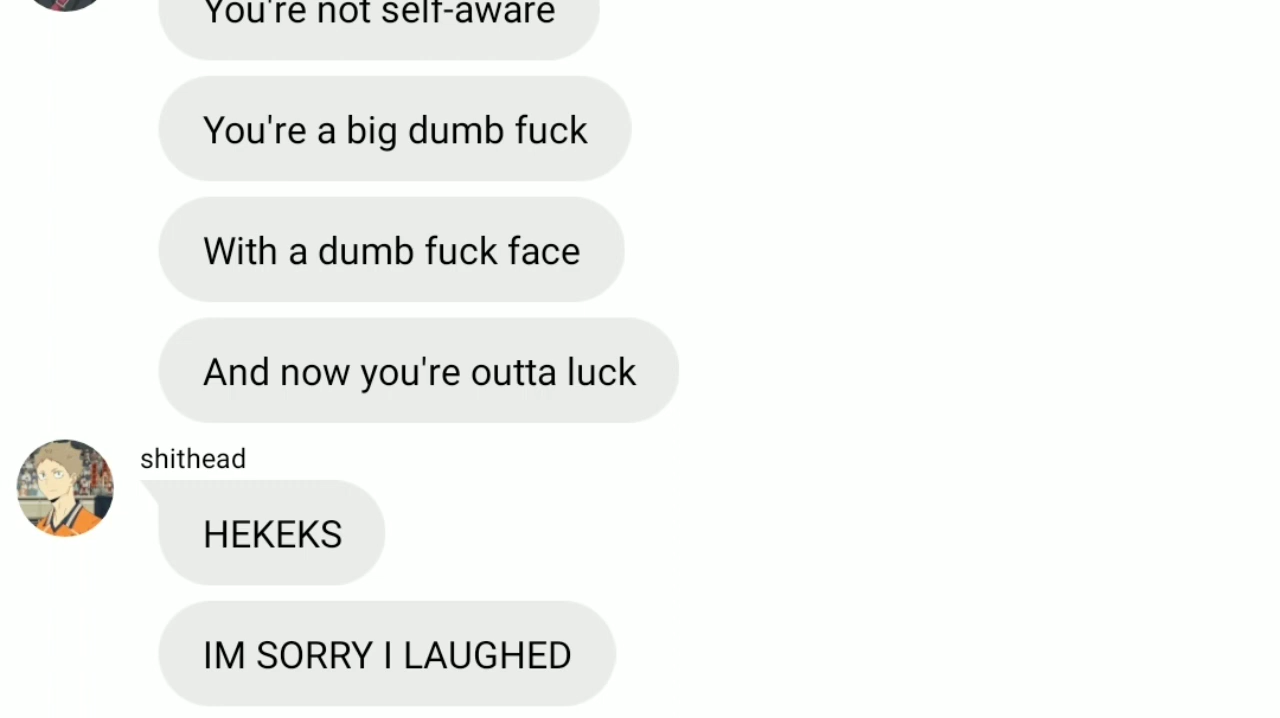 You're not self-aware
You're a big dumb fuck
With a dumb fuck face
And now you're outta luck
shithead
HEKEKS
IM SORRY I LAUGHED